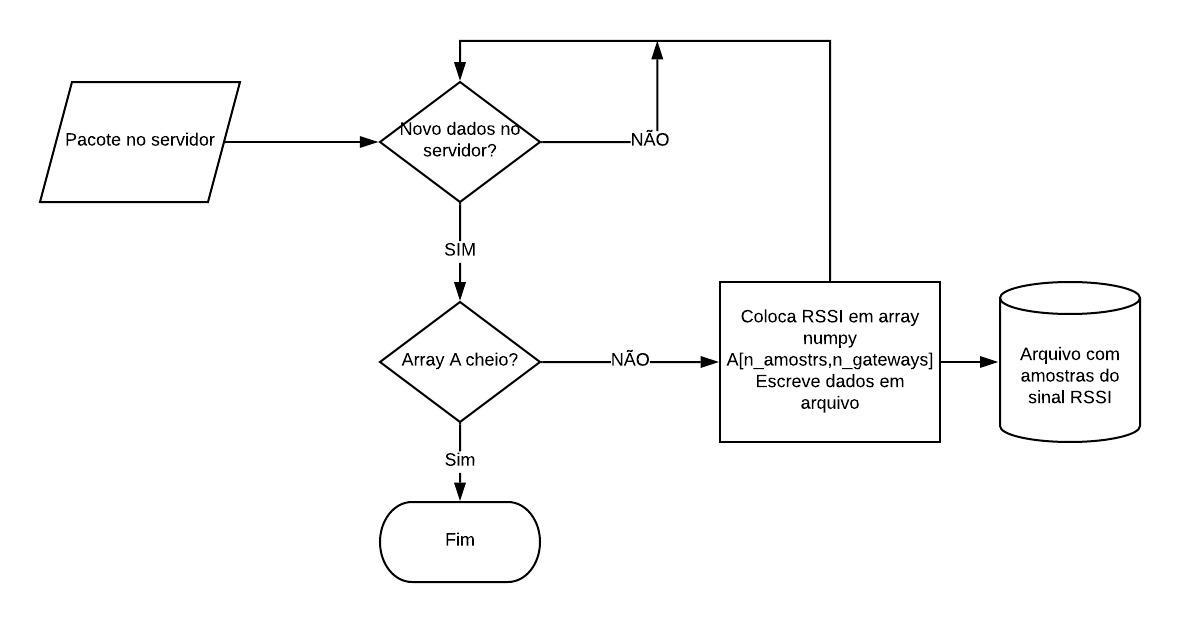 Pacote no servidor
Novo dados no
servidor?
NÃO
SIM
Array A cheio?
NÃO
Coloca RSSI em array
numpy
A[n_amostrs,n_gateways]
Escreve dados em
arquivo
Arquivo com
amostras do
sinal RSSI
Sim
Fim